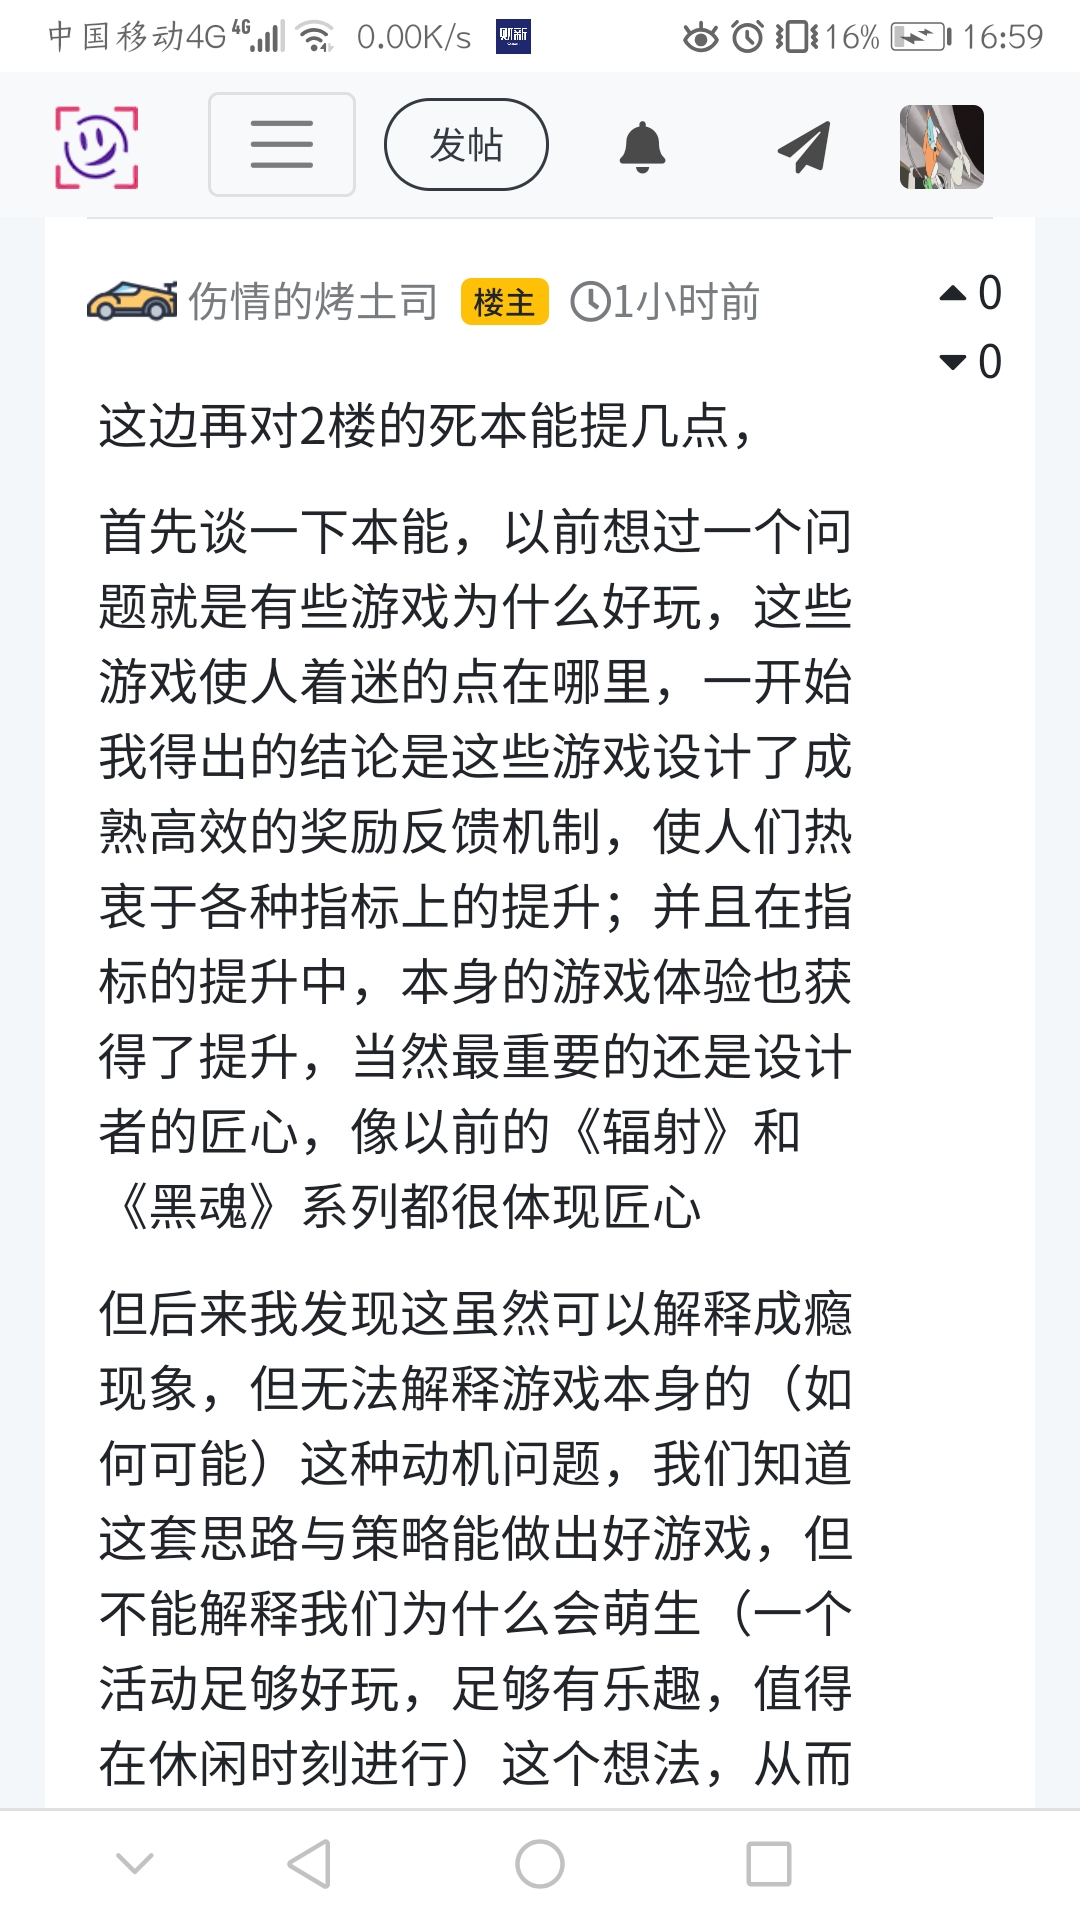 中国移动4G 4G 0.00K/s 财新 16% 16:59
发帖
伤情的烤土司 楼主 1小时前 0
0
这边再对2楼的死本能提几点，
首先谈一下本能，以前想过一个问
题就是有些游戏为什么好玩，这些
游戏使人着迷的点在哪里，一开始
我得出的结论是这些游戏设计了成
熟高效的奖励反馈机制，使人们热
衷于各种指标上的提升；并且在指
标的提升中，本身的游戏体验也获
得了提升，当然最重要的还是设计
者的匠心，像以前的《辐射》和
《黑魂》系列都很体现匠心
但后来我发现这虽然可以解释成瘾
现象，但无法解释游戏本身的（如
何可能）这种动机问题，我们知道
这套思路与策略能做出好游戏，但
不能解释我们为什么会萌生（一个
活动足够好玩，足够有乐趣，值得
在休闲时刻进行）这个想法，从而